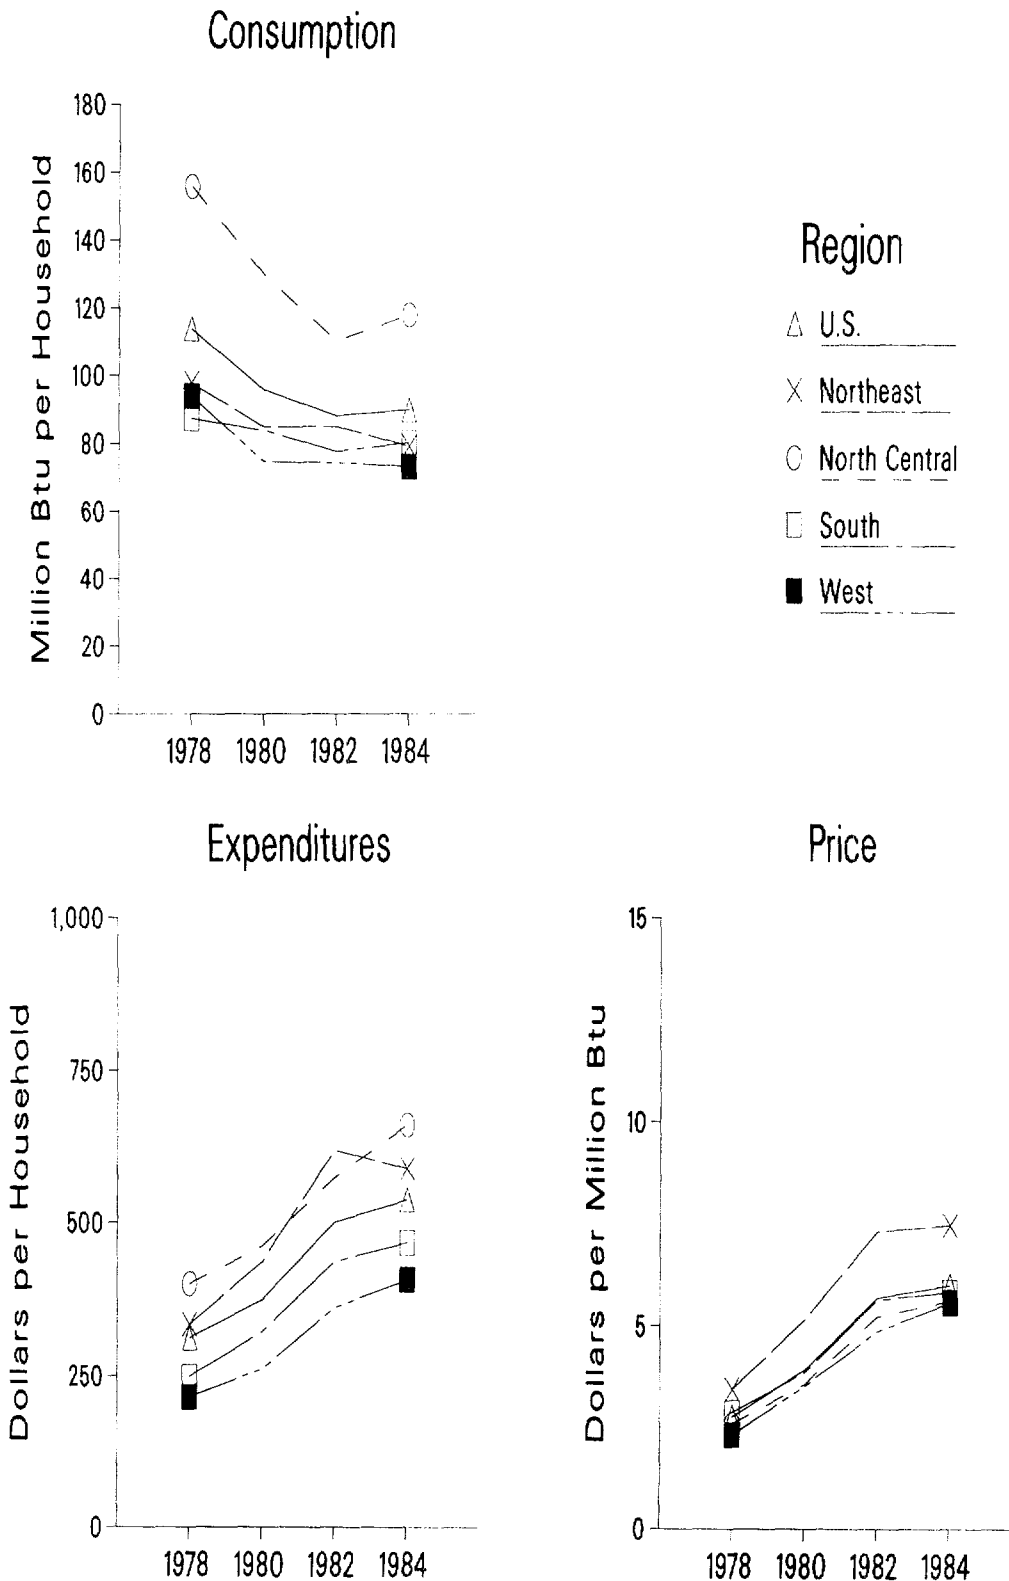 Consumption
Million Btu per Household
180
160
140
120
100
80
60
40
20
0
1978 1980 1982 1984
Region
U.S.
Northeast
North Central
South
West
Expenditures
Dollars per Household
1,000
750
500
250
0
1978 1980 1982 1984
Price
Dollars per Million Btu
15
10
5
0
1978 1980 1982 1984